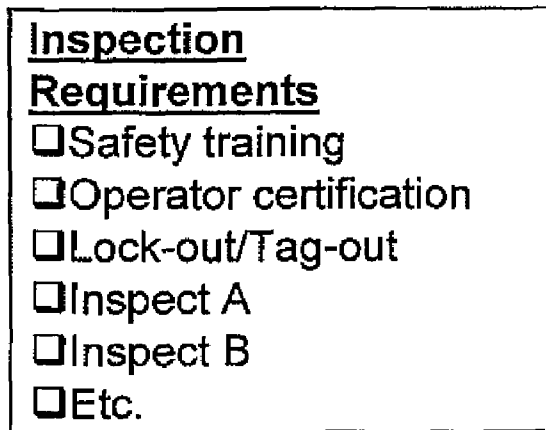 Inspection
Requirements
❑Safety training
❑Operator certification
❑Lock-out/Tag-out
❑Inspect A
❑Inspect B
❑Etc.